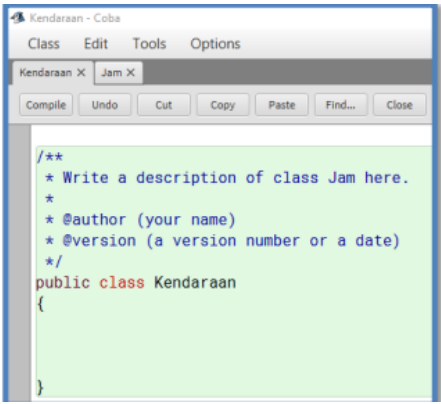 Kendaraan - Coba
Class Edit Tools Options
Kendaraan X Jam X
Compile Undo Cut Copy Paste Find... Close
/**
 * Write a description of class Jam here.
 *
 * @author (your name)
 * @version (a version number or a date)
 */
public class Kendaraan
{
}